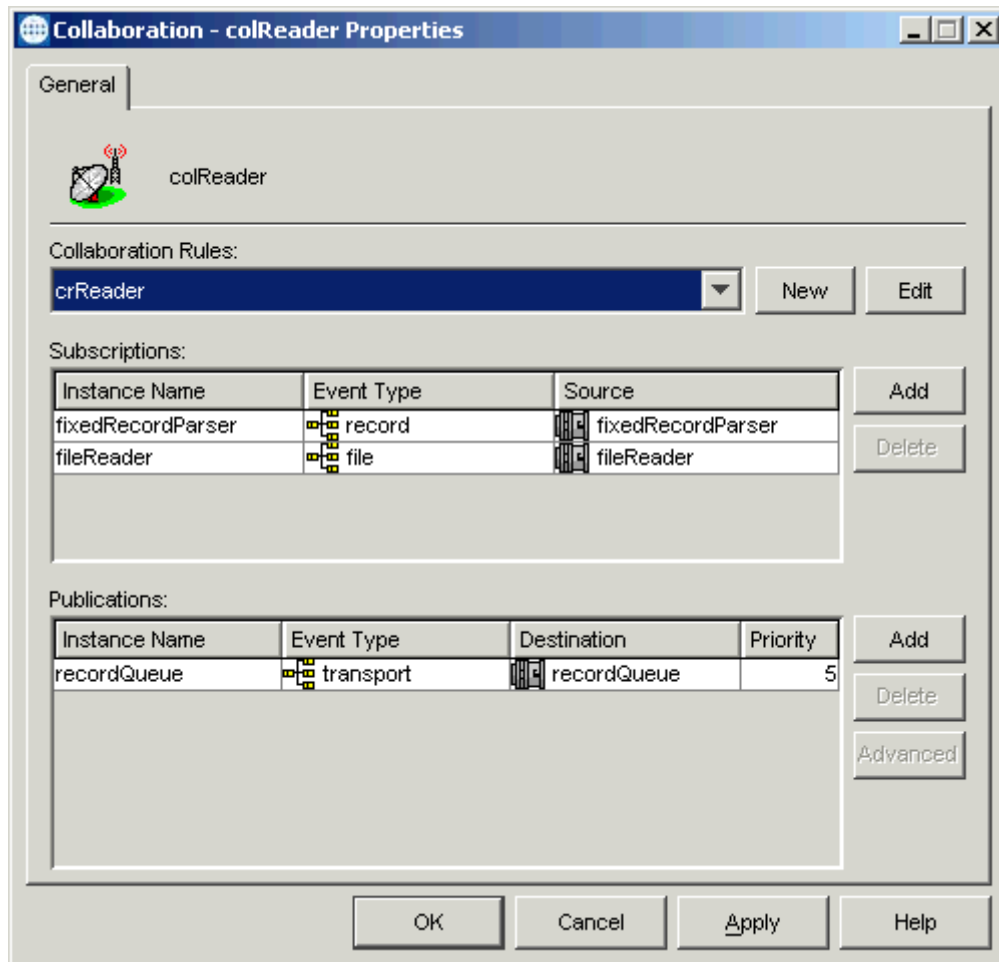 Collaboration - colReader Properties
General
colReader
Collaboration Rules:
crReader New Edit
Subscriptions:
Instance Name Event Type Source Add
fixedRecordParser record fixedRecordParser
fileReader file fileReader Delete
Publications:
Instance Name Event Type Destination Priority Add
recordQueue transport recordQueue 5
Delete
Advanced
OK Cancel Apply Help